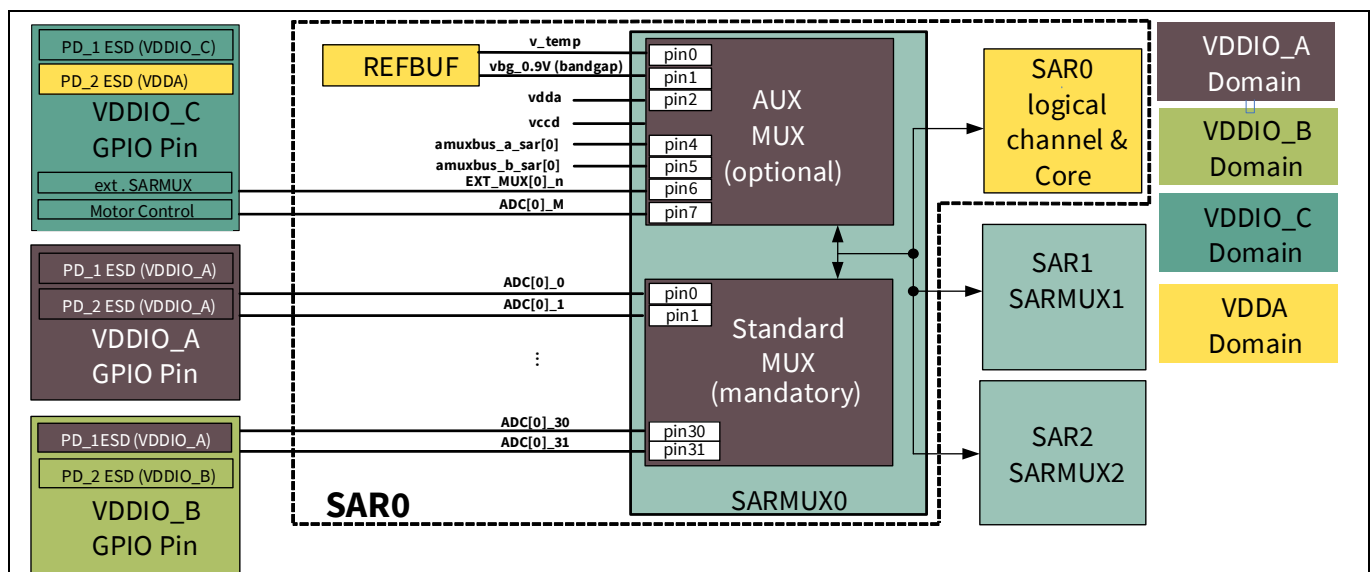 PD_1 ESD (VDDIO_C)
PD_2 ESD (VDDA)
VDDIO_C
GPIO Pin
ext. SARMUX
Motor Control
PD_1 ESD (VDDIO_A)
PD_2 ESD (VDDIO_A)
VDDIO_A
GPIO Pin
PD_1ESD (VDDIO_A)
PD_2 ESD (VDDIO_B)
VDDIO_B
GPIO Pin
REFBUF
v_temp
vbg_0.9V (bandgap)
vdda
vccd
amuxbus_a_sar[0]
amuxbus_b_sar[0]
EXT_MUX[0]_n
ADC[0]_M
ADC[0]_0
ADC[0]_1
...
ADC[0]_30
ADC[0]_31
SAR0
pin0
pin1
pin2
pin4
pin5
pin6
pin7
AUX
MUX
(optional)
pin0
pin1
Standard
MUX
(mandatory)
pin30
pin31
SARMUX0
SAR0
logical
channel &
Core
SAR1
SARMUX1
SAR2
SARMUX2
VDDIO_A
Domain
VDDIO_B
Domain
VDDIO_C
Domain
VDDA
Domain